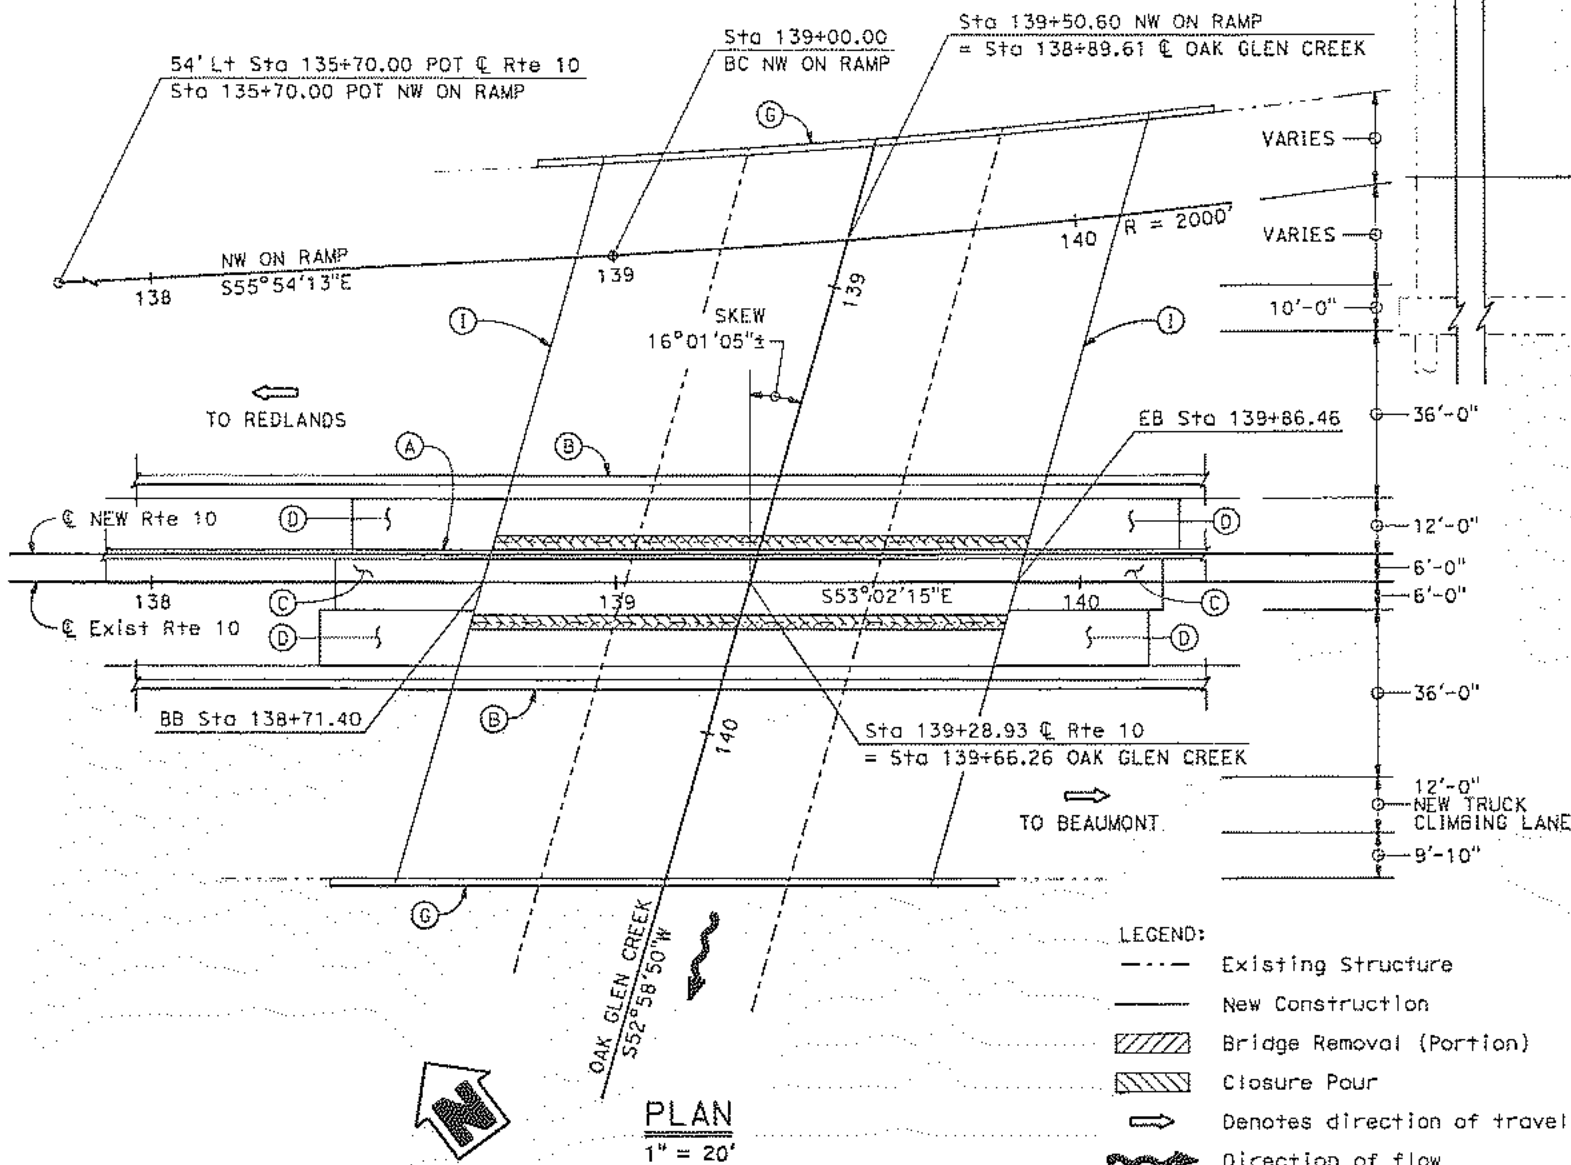 54' Lt Sta 135+70.00 POT ℄ Rte 10
Sta 135+70.00 POT NW ON RAMP
Sta 139+00.00
BC NW ON RAMP
Sta 139+50.60 NW ON RAMP
= Sta 138+89.61 ℄ OAK GLEN CREEK
G
VARIES
NW ON RAMP
S55°54'13"E
138
139
140
R = 2000'
VARIES
139
10'-0"
SKEW
16°01'05"±
I
I
TO REDLANDS
36'-0"
EB Sta 139+86.46
A
B
℄ NEW Rte 10
D
D
12'-0"
6'-0"
138
C
139
S53°02'15"E
140
C
6'-0"
℄ Exist Rte 10
D
D
36'-0"
BB Sta 138+71.40
B
140
Sta 139+28.93 ℄ Rte 10
= Sta 139+66.26 OAK GLEN CREEK
TO BEAUMONT
12'-0"
NEW TRUCK
CLIMBING LANE
9'-10"
G
OAK GLEN CREEK
S52°58'50"W
N
PLAN
1" = 20'
LEGEND:
Existing Structure
New Construction
Bridge Removal (Portion)
Closure Pour
Denotes direction of travel
Direction of flow